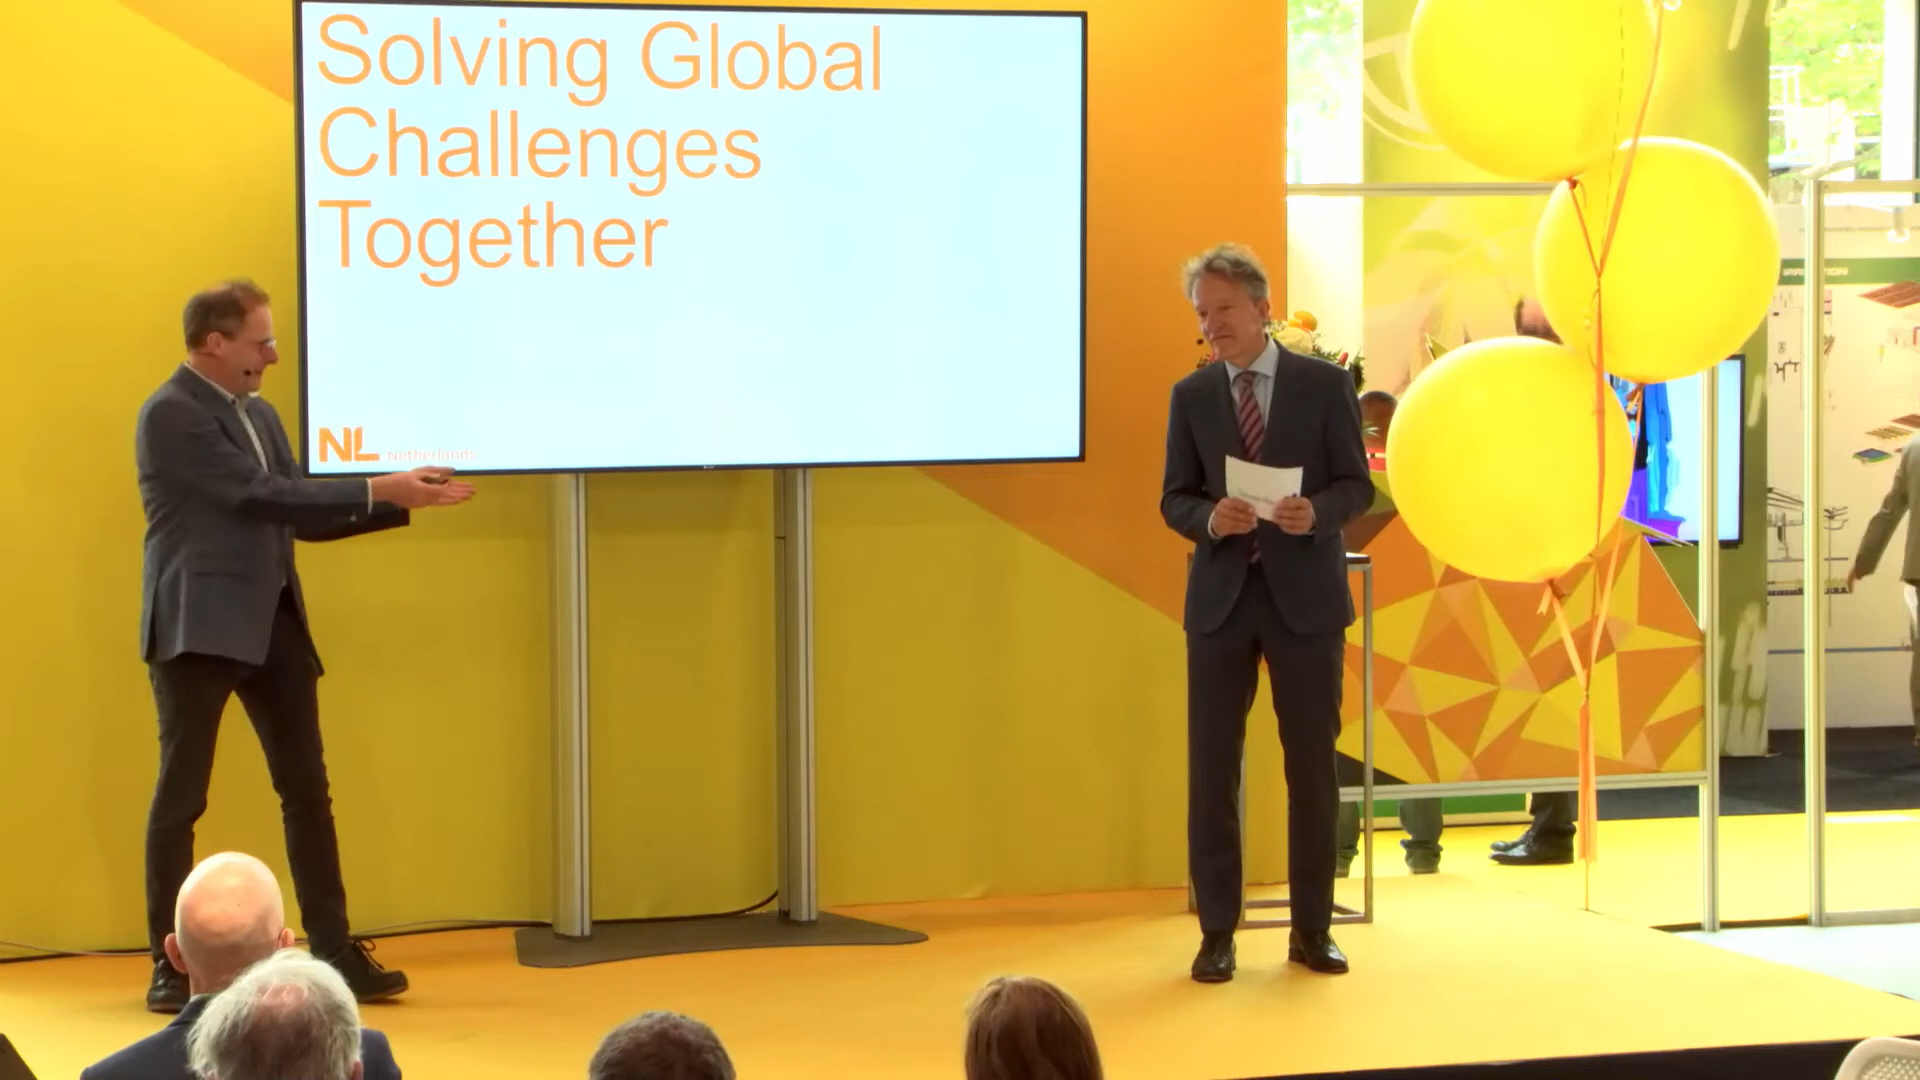 Solving Global
Challenges
Together
NL Netherlands